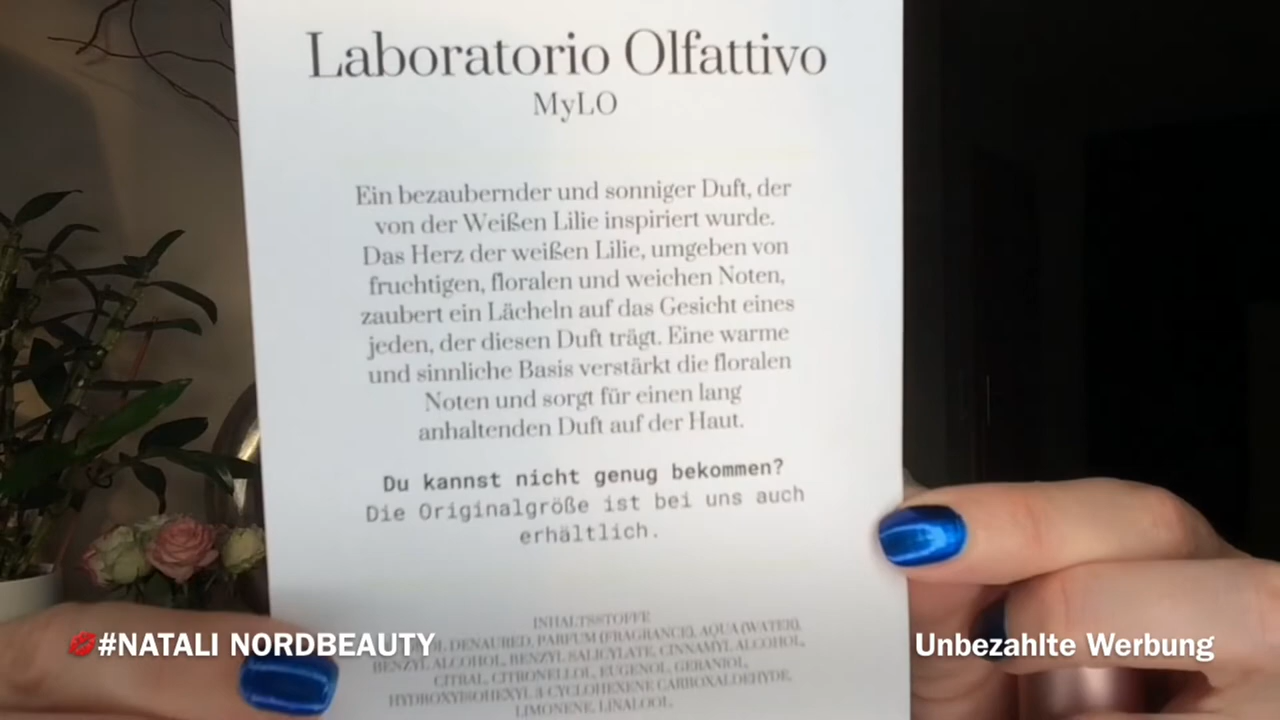 Laboratorio Olfattivo
MyLO
Ein bezaubernder und sonniger Duft, der
von der Weißen Lilie inspiriert wurde.
Das Herz der weißen Lilie, umgeben von
fruchtigen, floralen und weichen Noten,
zaubert ein Lächeln auf das Gesicht eines
jeden, der diesen Duft trägt. Eine warme
und sinnliche Basis verstärkt die floralen
Noten und sorgt für einen lang
anhaltenden Duft auf der Haut.
Du kannst nicht genug bekommen?
Die Originalgröße ist bei uns auch
erhältlich.
INHALTSSTOFFE
DENATURED, PARFUM (FRAGRANCE), AQUA (WATER),
BENZYL ALCOHOL, BENZYL SALICYLATE, CINNAMYL ALCOHOL,
CITRAL, CITRONELLOL, EUGENOL, GERANIOL,
HYDROXYISOHEXYL 3 CYCLOHEXENE CARBOXALDEHYDE,
LIMONENE, LINALOOL,
💋#NATALI NORDBEAUTY
Unbezahlte Werbung